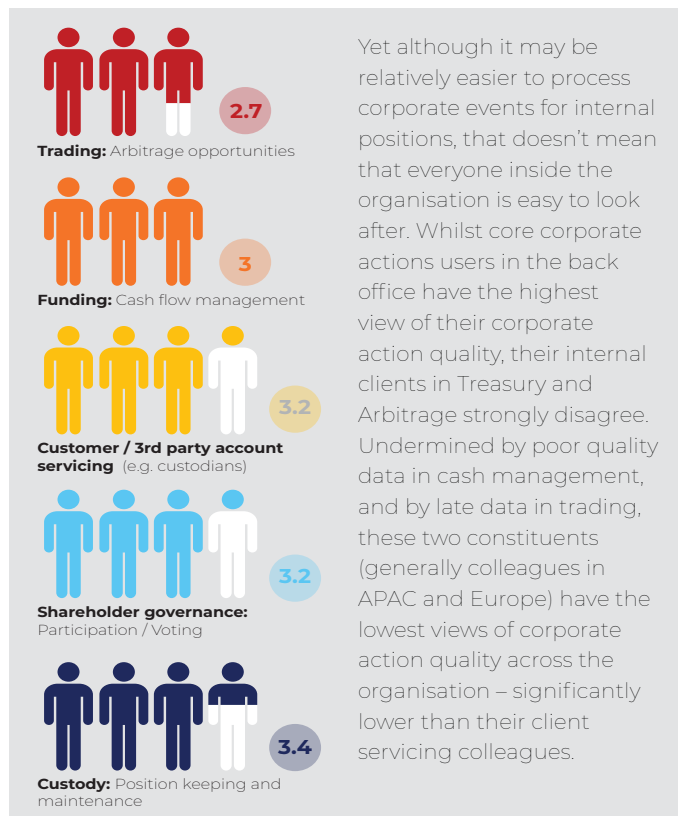 2.7
Trading: Arbitrage opportunities
3
Funding: Cash flow management
3.2
Customer / 3rd party account
servicing (e.g. custodians)
3.2
Shareholder governance:
Participation / Voting
3.4
Custody: Position keeping and
maintenance
Yet although it may be
relatively easier to process
corporate events for internal
positions, that doesn’t mean
that everyone inside the
organisation is easy to look
after. Whilst core corporate
actions users in the back
office have the highest
view of their corporate
action quality, their internal
clients in Treasury and
Arbitrage strongly disagree.
Undermined by poor quality
data in cash management,
and by late data in trading,
these two constituents
(generally colleagues in
APAC and Europe) have the
lowest views of corporate
action quality across the
organisation – significantly
lower than their client
servicing colleagues.